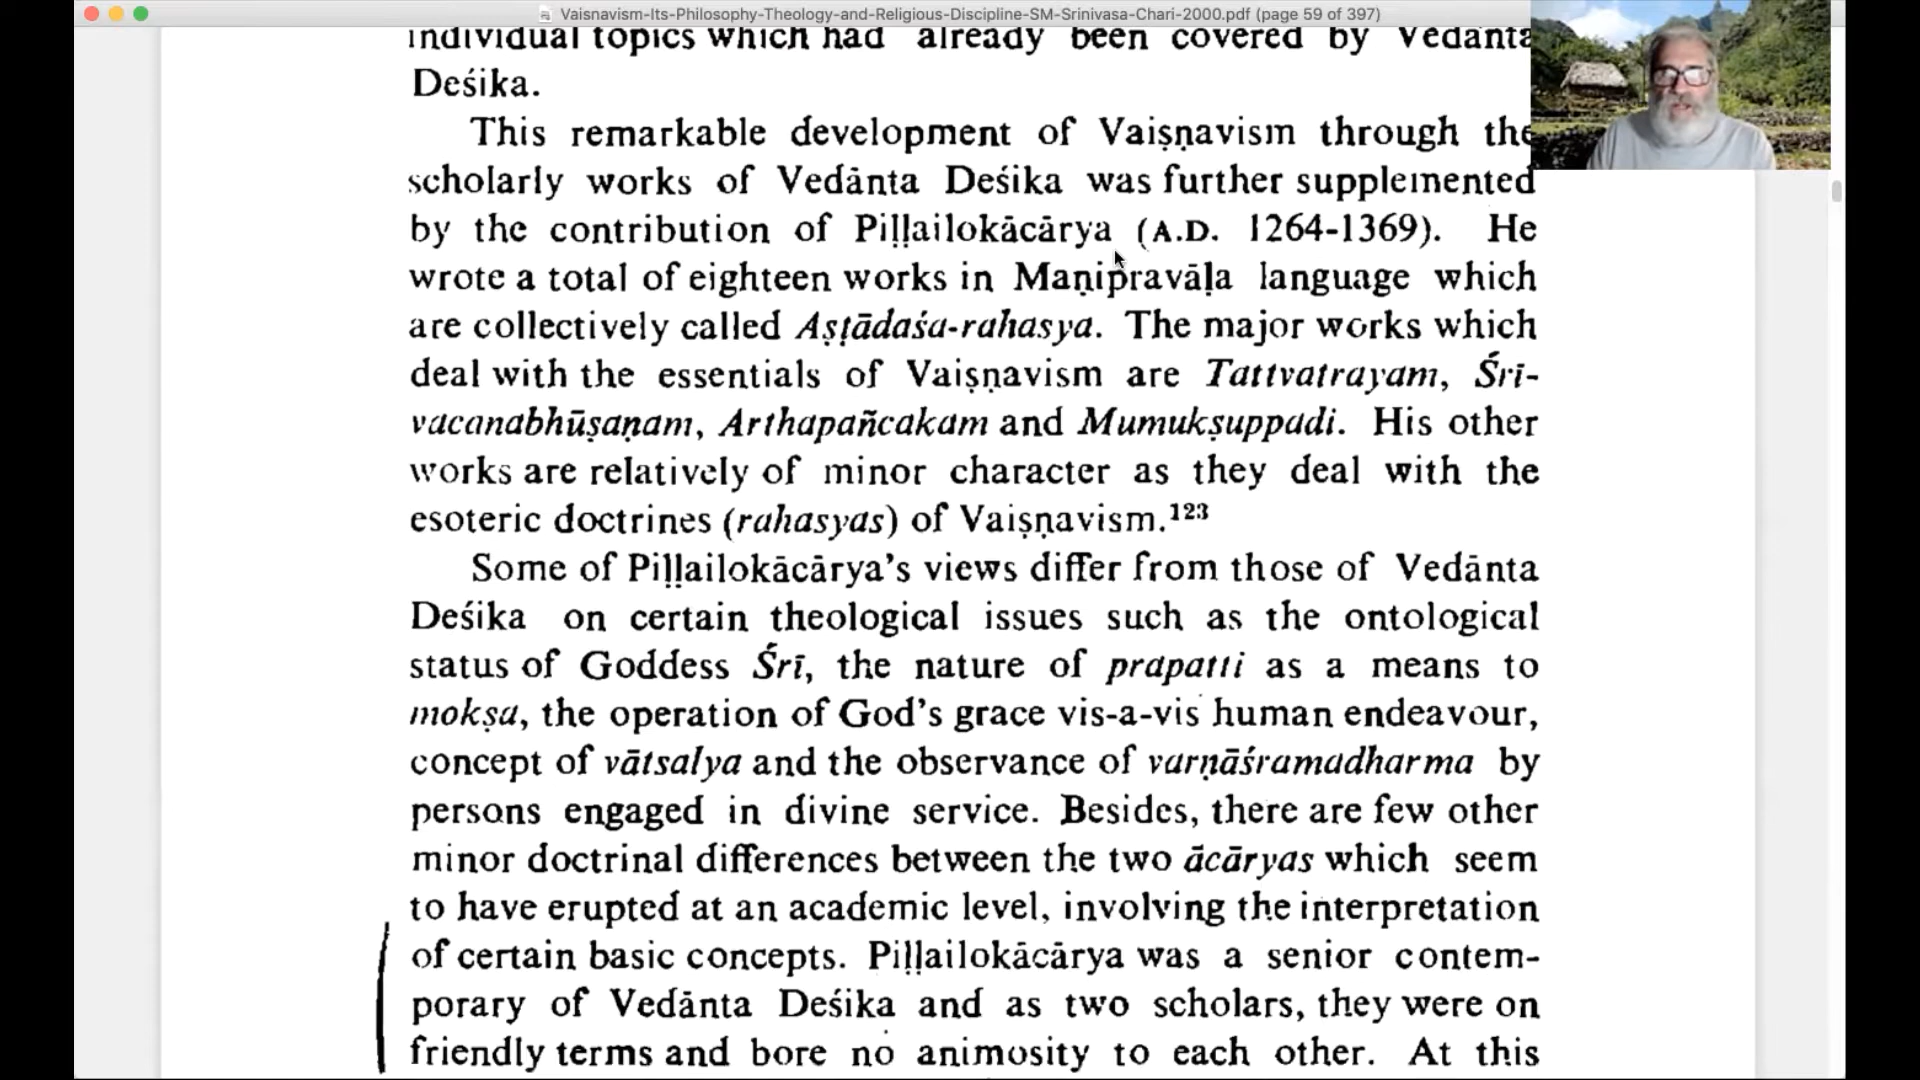 Vaisnavism-Its-Philosophy-Theology-and-Religious-Discipline-SM-Srinivasa-Chari-2000.pdf (page 59 of 397)
individual topics which had already been covered by Vedānta
Deśika.
This remarkable development of Vaiṣṇavism through the
scholarly works of Vedānta Deśika was further supplemented
by the contribution of Piḷḷailokācārya (A.D. 1264-1369). He
wrote a total of eighteen works in Maṇipravāḷa language which
are collectively called Aṣṭādaśa-rahasya. The major works which
deal with the essentials of Vaiṣṇavism are Tattvatrayam, Śrī-
vacanabhūṣaṇam, Arthapañcakam and Mumukṣuppadi. His other
works are relatively of minor character as they deal with the
esoteric doctrines (rahasyas) of Vaiṣṇavism.¹²³
Some of Piḷḷailokācārya's views differ from those of Vedānta
Deśika on certain theological issues such as the ontological
status of Goddess Śrī, the nature of prapatti as a means to
mokṣa, the operation of God's grace vis-a-vis human endeavour,
concept of vātsalya and the observance of varṇāśramadharma by
persons engaged in divine service. Besides, there are few other
minor doctrinal differences between the two ācāryas which seem
to have erupted at an academic level, involving the interpretation
of certain basic concepts. Piḷḷailokācārya was a senior contem-
porary of Vedānta Deśika and as two scholars, they were on
friendly terms and bore no animosity to each other. At this